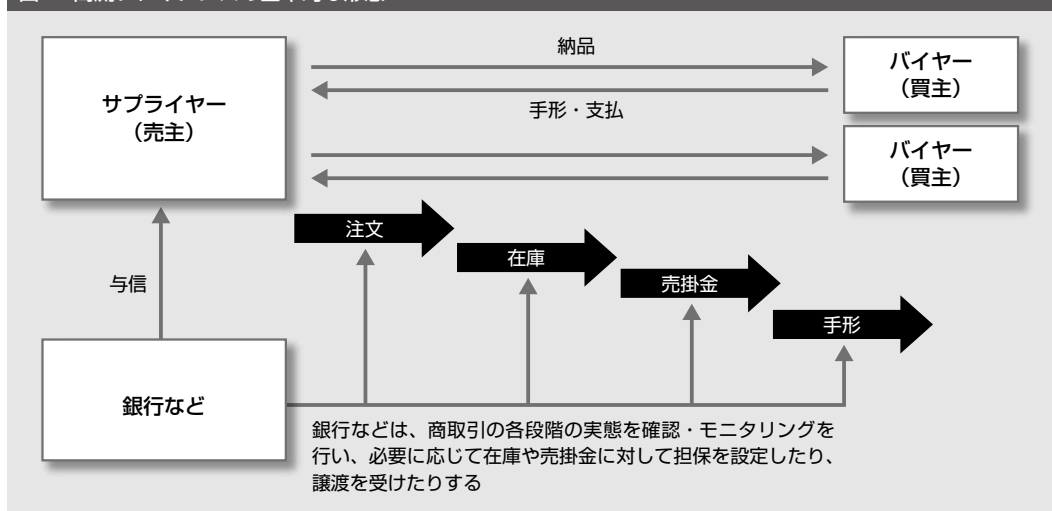 納品
サプライヤー
（売主）
バイヤー
（買主）
手形・支払
バイヤー
（買主）
注文
在庫
売掛金
手形
与信
銀行など
銀行などは、商取引の各段階の実態を確認・モニタリングを
行い、必要に応じて在庫や売掛金に対して担保を設定したり、
譲渡を受けたりする